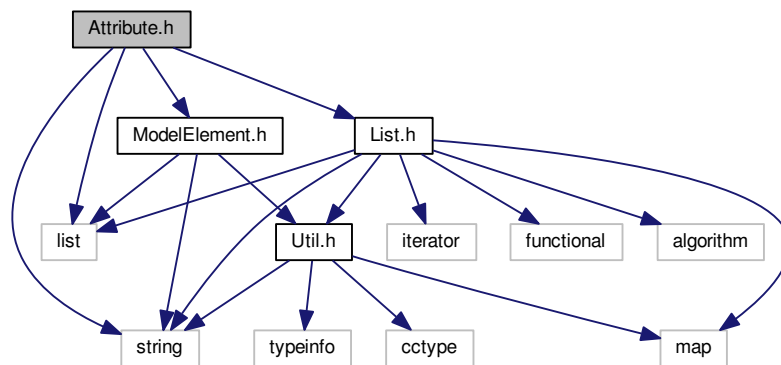 Attribute.h
ModelElement.h
List.h
list
Util.h
iterator
functional
algorithm
string
typeinfo
cctype
map